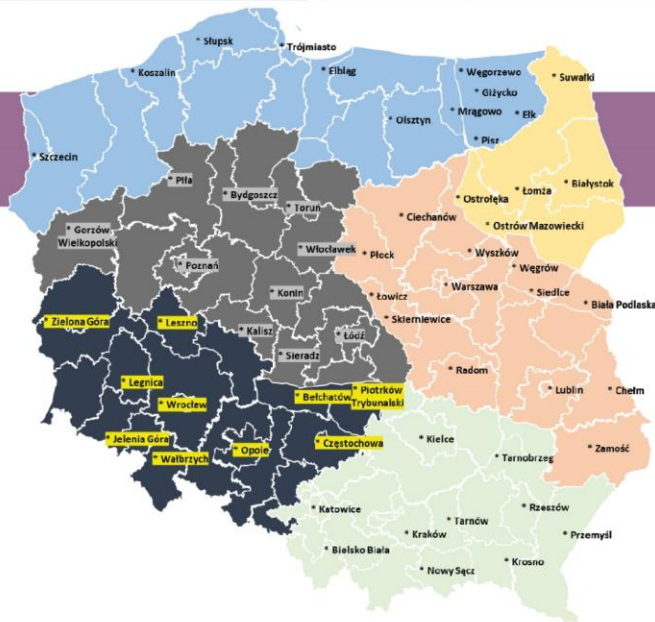 * Słupsk
* Trójmiasto
* Koszalin
* Elbląg
* Węgorzewo
* Suwałki
* Giżycko
* Mrągowo
* Ełk
* Olsztyn
* Pisz
* Szczecin
* Piła
* Bydgoszcz
* Toruń
* Ostrołęka
* Łomża
* Białystok
* Ciechanów
* Ostrów Mazowiecki
* Gorzów
Wielkopolski
* Włocławek
* Płock
* Wyszków
* Węgrów
* Poznań
* Konin
* Łowicz
* Warszawa
* Siedlce
* Biała Podlaska
* Zielona Góra
* Leszno
* Kalisz
* Łódź
* Skierniewice
* Sieradz
* Radom
* Lublin
* Chełm
* Legnica
* Wrocław
* Bełchatów
* Piotrków
Trybunalski
* Jelenia Góra
* Wałbrzych
* Opole
* Częstochowa
* Kielce
* Tarnobrzeg
* Zamość
* Katowice
* Kraków
* Tarnów
* Rzeszów
* Przemyśl
* Bielsko Biała
* Nowy Sącz
* Krosno